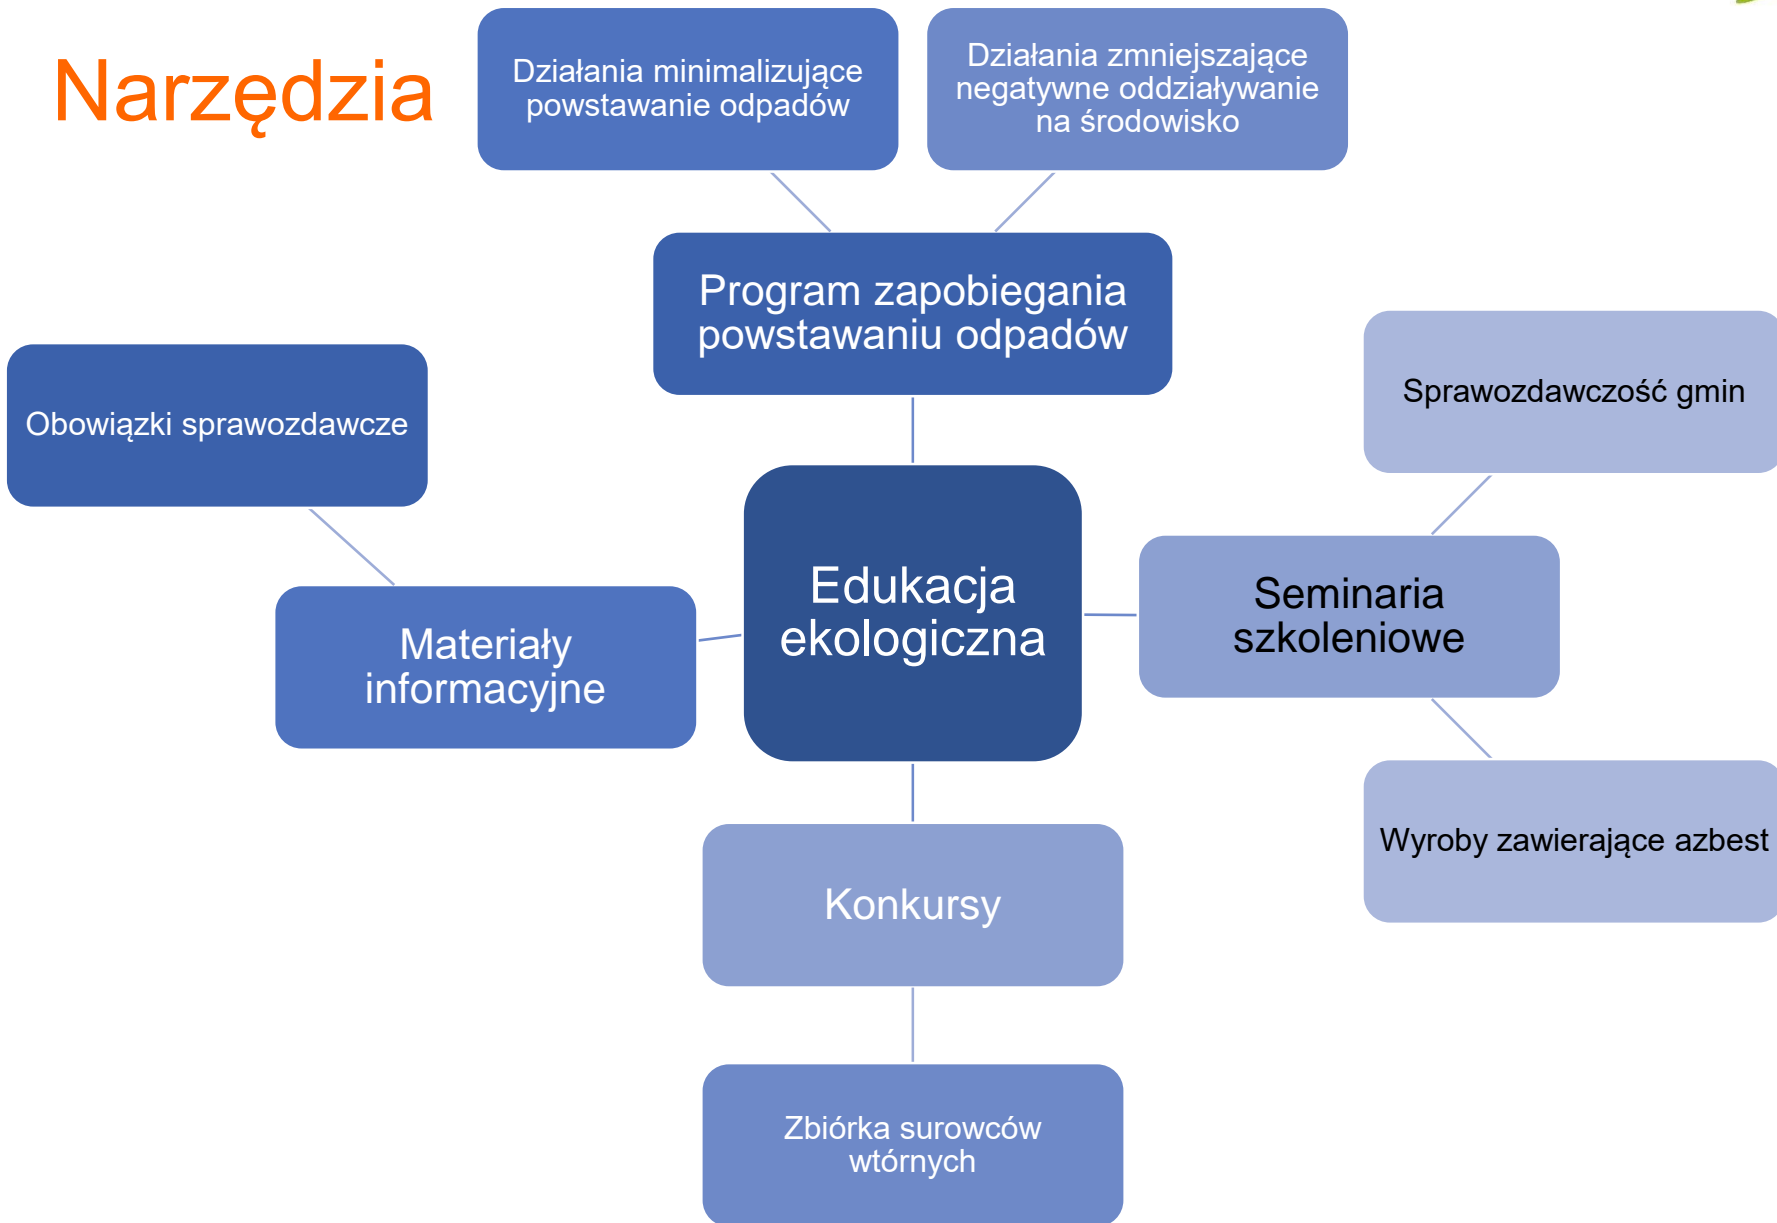 Narzędzia
Działania minimalizujące
powstawanie odpadów
Działania zmniejszające
negatywne oddziaływanie
na środowisko
Program zapobiegania
powstawaniu odpadów
Obowiązki sprawozdawcze
Sprawozdawczość gmin
Edukacja
ekologiczna
Materiały
informacyjne
Seminaria
szkoleniowe
Wyroby zawierające azbest
Konkursy
Zbiórka surowców
wtórnych